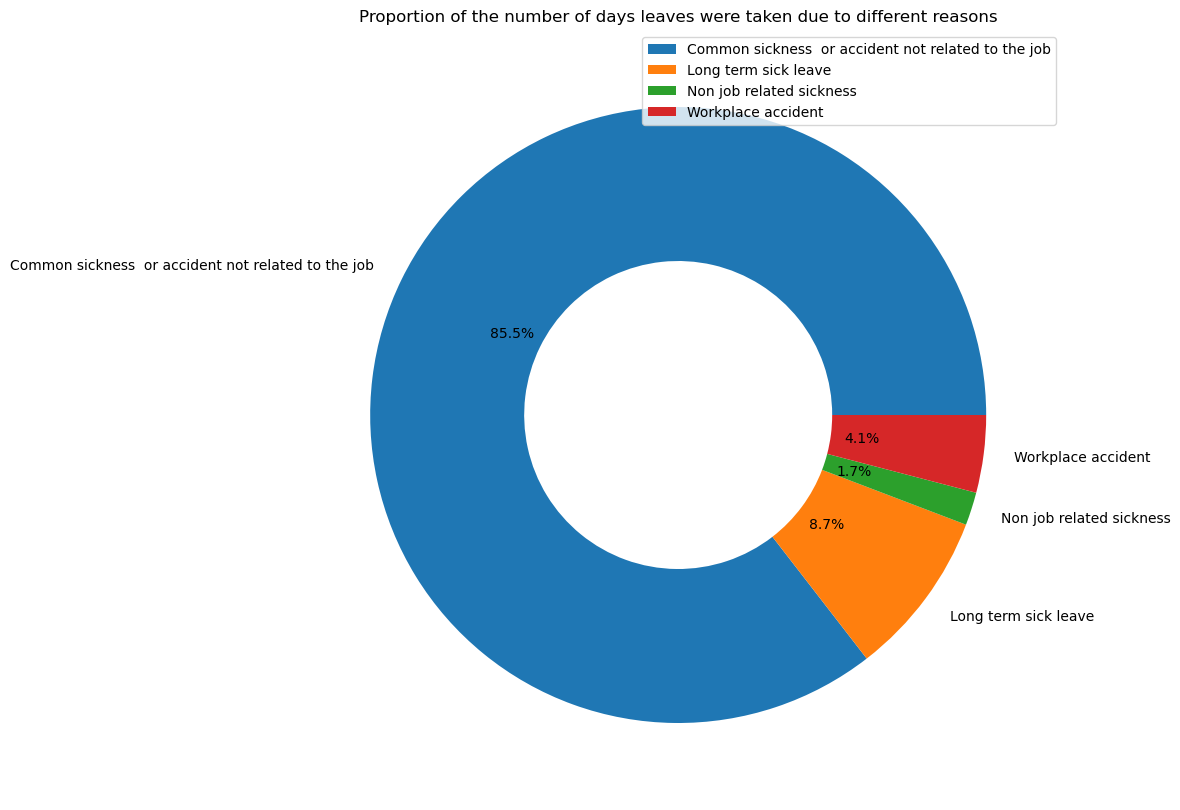 Proportion of the number of days leaves were taken due to different reasons
Common sickness  or accident not related to the job
Long term sick leave
Non job related sickness
Workplace accident
Common sickness  or accident not related to the job
85.5%
4.1%
Workplace accident
1.7%
Non job related sickness
8.7%
Long term sick leave